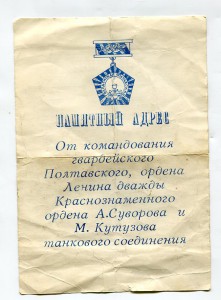 ПАМЯТНЫЙ АДРЕС
От командования
гвардейского
Полтавского, ордена
Ленина дважды
Краснознаменного
ордена А.Суворова и
М. Кутузова
танкового соединения